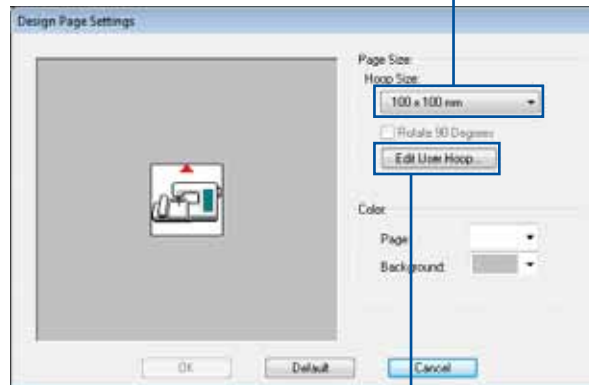 Design Page Settings
Page Size:
Hoop Size:
100 x 100 mm
Rotate 90 Degrees
Edit User Hoop...
Color:
Page:
Background:
OK
Default
Cancel